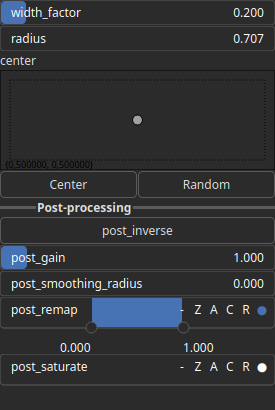 width_factor 0.200
radius 0.707
center
(0.500000, 0.500000)
Center Random
Post-processing
post_inverse
post_gain 1.000
post_smoothing_radius 0.000
post_remap - Z A C R
0.000 1.000
post_saturate - Z A C R